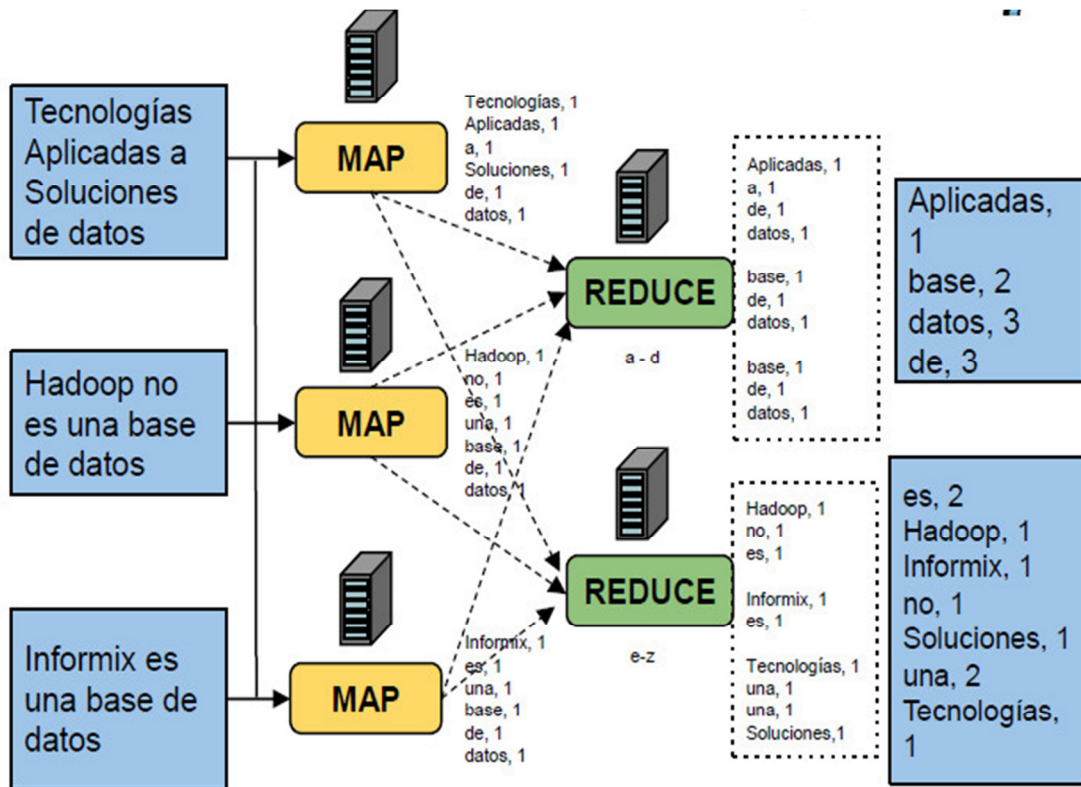 Tecnologías
Aplicadas a
Soluciones
de datos
MAP
Tecnologías, 1
Aplicadas, 1
a, 1
Soluciones, 1
de, 1
datos, 1
Hadoop no
es una base
de datos
MAP
Hadoop, 1
no, 1
es, 1
una, 1
base, 1
de, 1
datos, 1
Informix es
una base de
datos
MAP
Informix, 1
es, 1
una, 1
base, 1
de, 1
datos, 1
REDUCE
a - d
Aplicadas, 1
a, 1
de, 1
datos, 1
base, 1
de, 1
datos, 1
base, 1
de, 1
datos, 1
Aplicadas,
1
base, 2
datos, 3
de, 3
REDUCE
e-z
Hadoop, 1
no, 1
es, 1
Informix, 1
es, 1
Tecnologías, 1
una, 1
una, 1
Soluciones,1
es, 2
Hadoop, 1
Informix, 1
no, 1
Soluciones, 1
una, 2
Tecnologías,
1